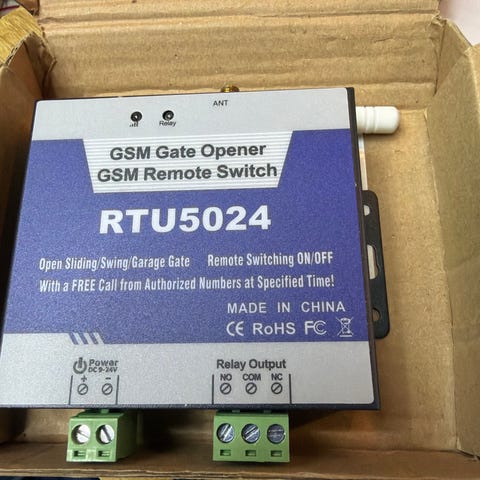 ANT
Relay
GSM Gate Opener
GSM Remote Switch
RTU5024
Open Sliding/Swing/Garage Gate Remote Switching ON/OFF
With a FREE Call from Authorized Numbers at Specified Time!
MADE IN CHINA
CE RoHS FC
Power Relay Output
DC 9-24V NO COM NC
+ -